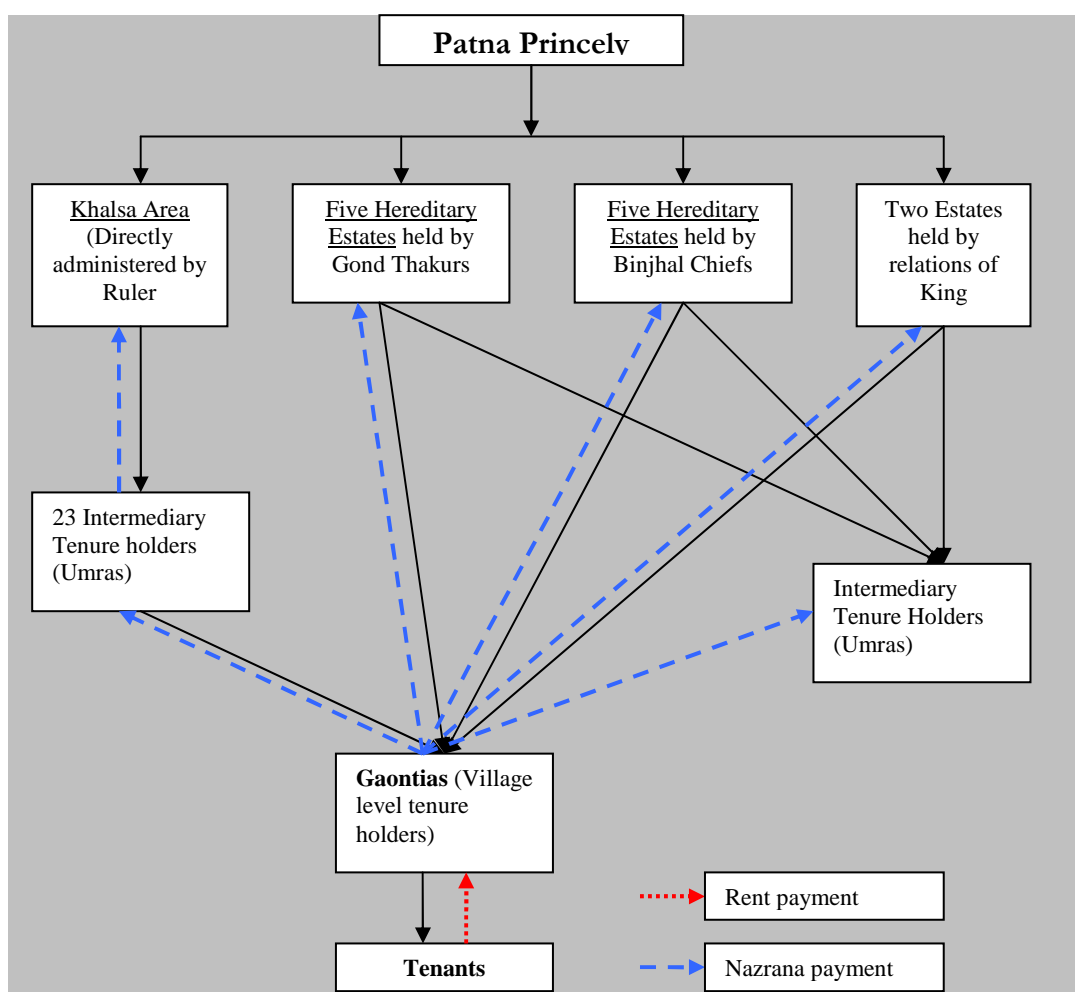 Patna Princely
Khalsa Area
(Directly
administered by
Ruler
Five Hereditary
Estates held by
Gond Thakurs
Five Hereditary
Estates held by
Binjhal Chiefs
Two Estates
held by
relations of
King
23 Intermediary
Tenure holders
(Umras)
Intermediary
Tenure Holders
(Umras)
Gaontias (Village
level tenure
holders)
Rent payment
Tenants
Nazrana payment